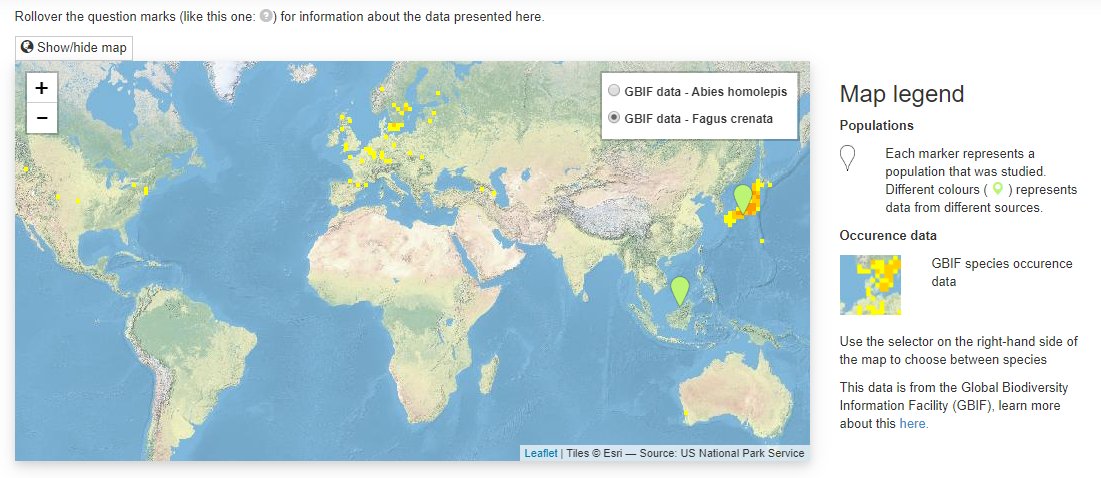 Rollover the question marks (like this one: ?) for information about the data presented here.
Show/hide map
+
−
GBIF data - Abies homolepis
GBIF data - Fagus crenata
Leaflet | Tiles © Esri — Source: US National Park Service
Map legend
Populations
Each marker represents a
population that was studied.
Different colours ( ) represents
data from different sources.
Occurence data
GBIF species occurence
data
Use the selector on the right-hand side of
the map to choose between species
This data is from the Global Biodiversity
Information Facility (GBIF), learn more
about this here.